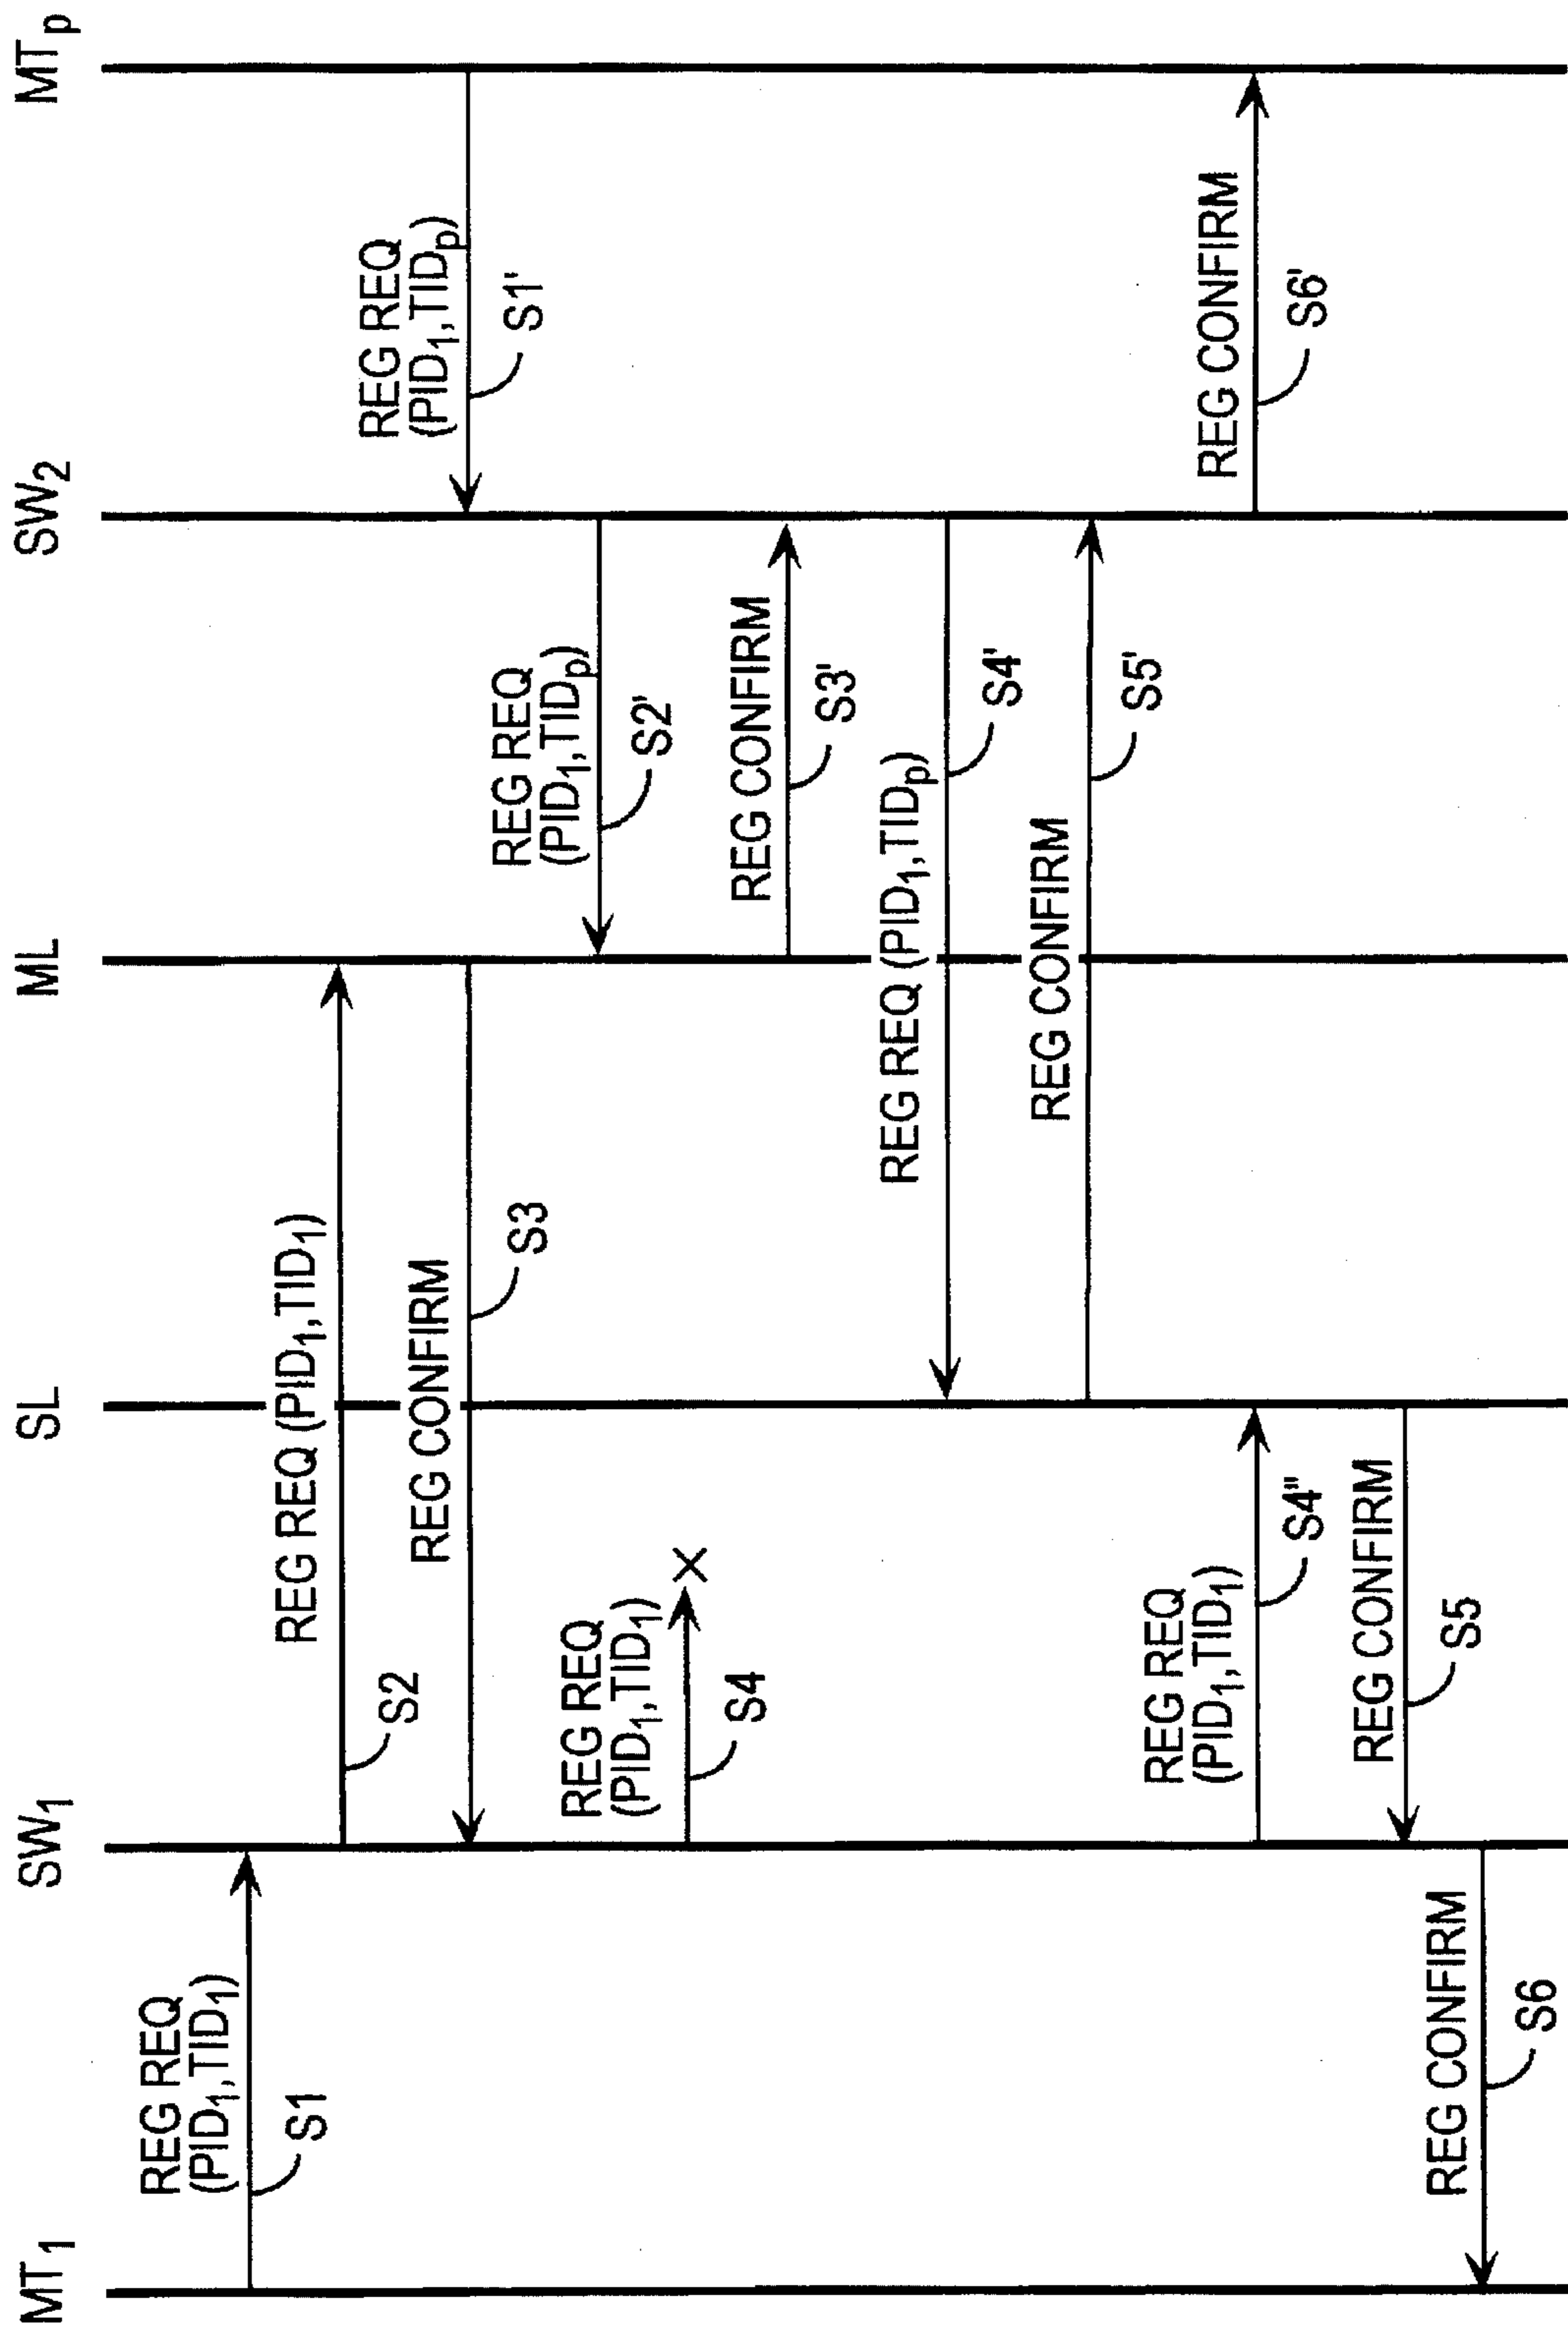 MT1
SW1
SL
ML
SW2
MTp
REG REQ
(PID1,TID1)
S1
REG REQ (PID1,TID1)
S2
REG CONFIRM
S3
REG REQ
(PID1,TIDp)
S1'
REG REQ
(PID1,TIDp)
S2'
REG REQ
(PID1,TID1)
X
S4
REG CONFIRM
S3'
REG REQ (PID1,TIDp)
S4'
REG CONFIRM
S5'
REG REQ
(PID1,TID1)
S4"
REG CONFIRM
S6'
REG CONFIRM
S5
REG CONFIRM
S6